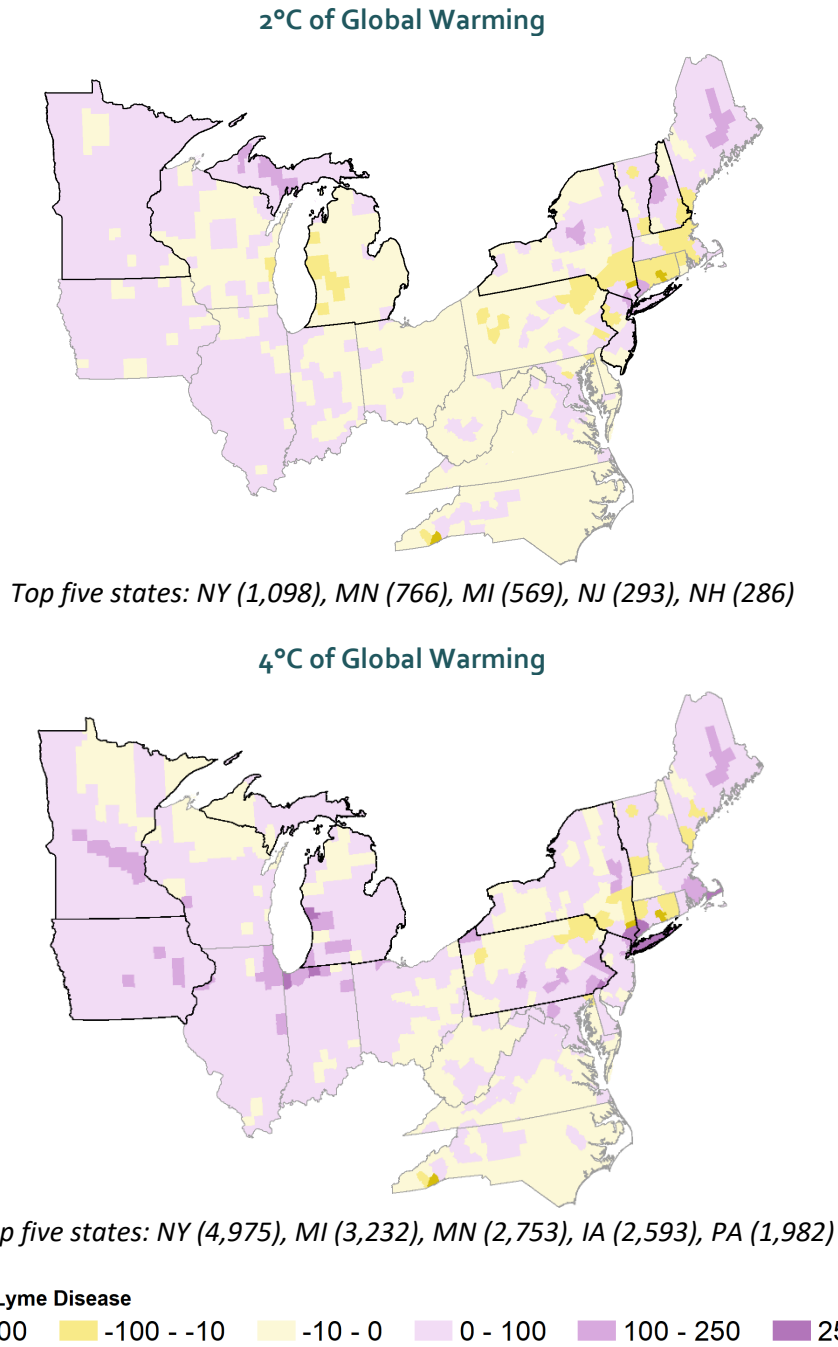 2°C of Global Warming
Top five states: NY (1,098), MN (766), MI (569), NJ (293), NH (286)
4°C of Global Warming
p five states: NY (4,975), MI (3,232), MN (2,753), IA (2,593), PA (1,982)
Lyme Disease
00 -100 - -10 -10 - 0 0 - 100 100 - 250 25